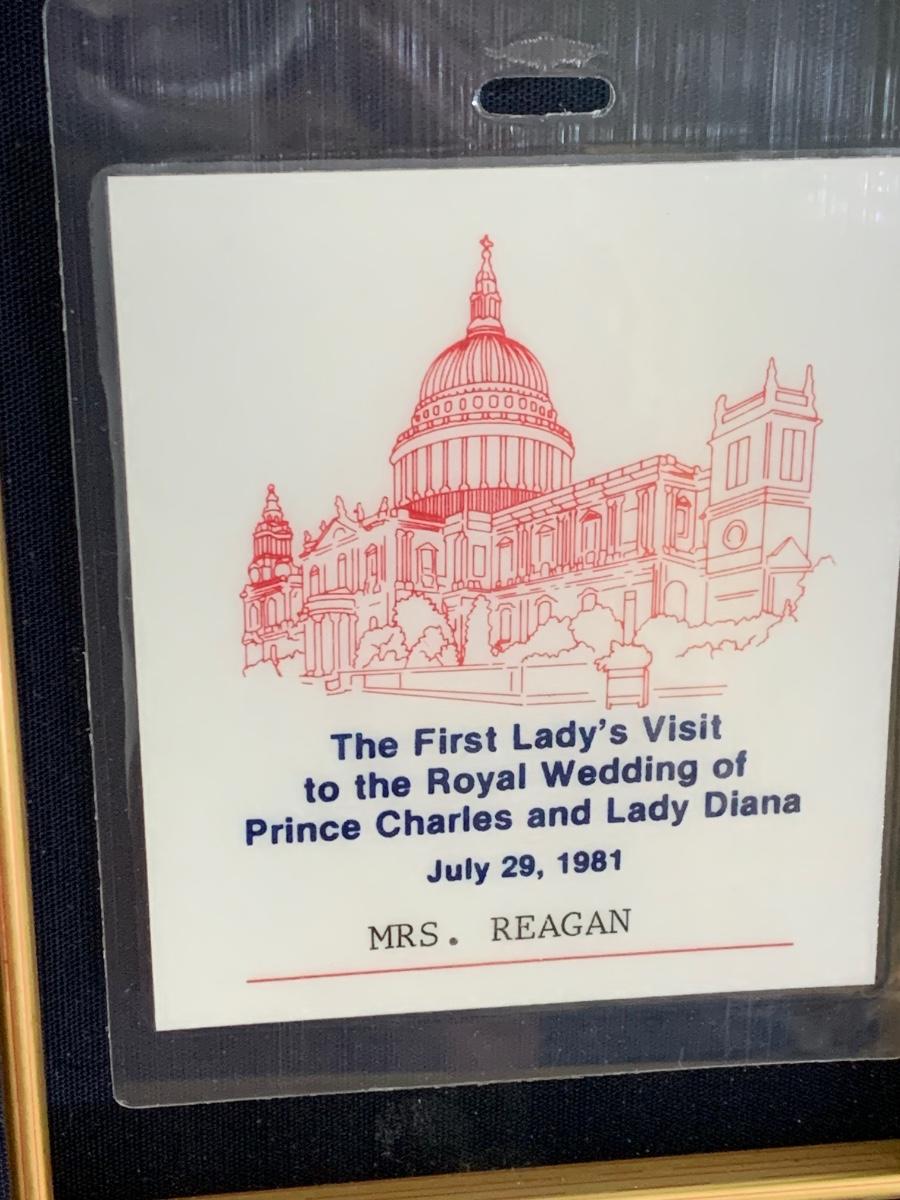 The First Lady's Visit
to the Royal Wedding of
Prince Charles and Lady Diana
July 29, 1981
MRS. REAGAN